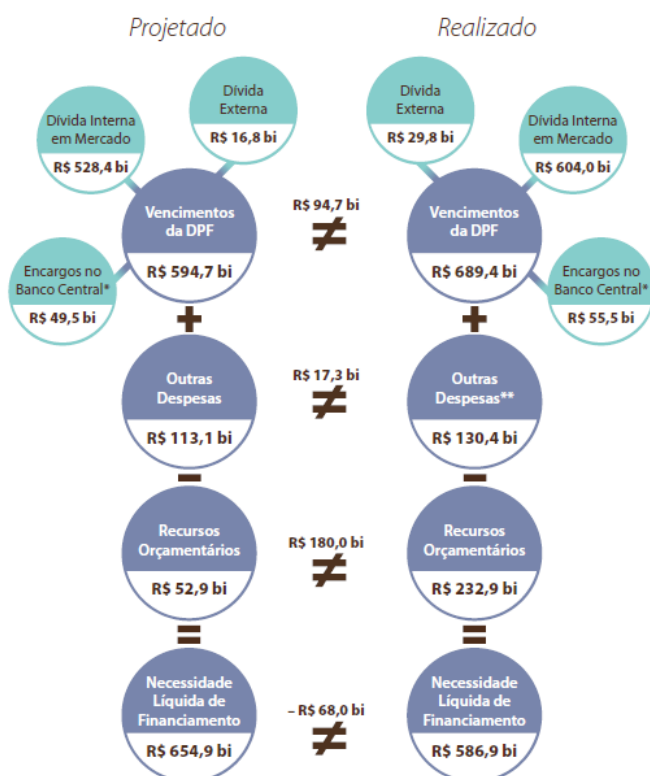 Projetado
Realizado
Dívida
Externa
R$ 16,8 bi
Dívida
Externa
R$ 29,8 bi
Dívida Interna
em Mercado
R$ 528,4 bi
Dívida Interna
em Mercado
R$ 604,0 bi
Vencimentos
da DPF
R$ 594,7 bi
R$ 94,7 bi
≠
Vencimentos
da DPF
R$ 689,4 bi
Encargos no
Banco Central*
R$ 49,5 bi
Encargos no
Banco Central*
R$ 55,5 bi
+
+
Outras
Despesas
R$ 113,1 bi
R$ 17,3 bi
≠
Outras
Despesas**
R$ 130,4 bi
–
–
Recursos
Orçamentários
R$ 52,9 bi
R$ 180,0 bi
≠
Recursos
Orçamentários
R$ 232,9 bi
=
=
Necessidade
Líquida de
Financiamento
R$ 654,9 bi
– R$ 68,0 bi
≠
Necessidade
Líquida de
Financiamento
R$ 586,9 bi